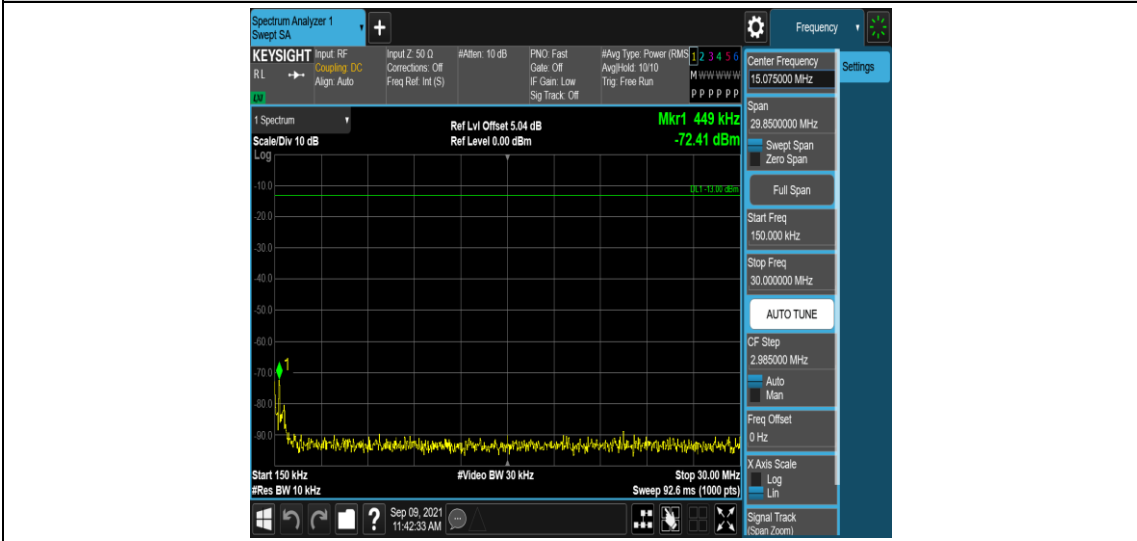 Spectrum Analyzer 1
Swept SA
+
Frequency
KEYSIGHT
RL
LXI
Input: RF
Coupling: DC
Align: Auto
Input Z: 50 Ω
Corrections: Off
Freq Ref: Int (S)
#Atten: 10 dB
PNO: Fast
Gate: Off
IF Gain: Low
Sig Track: Off
#Avg Type: Power (RMS
Avg|Hold: 10/10
Trig: Free Run
1 2 3 4 5 6
M W W W W W
P P P P P P
1 Spectrum
Scale/Div 10 dB
Log
Ref Lvl Offset 5.04 dB
Ref Level 0.00 dBm
Mkr1 449 kHz
-72.41 dBm
DL1 -13.00 dBm
-10.0
-20.0
-30.0
-40.0
-50.0
-60.0
-70.0
-80.0
-90.0
1
Start 150 kHz
#Res BW 10 kHz
#Video BW 30 kHz
Stop 30.00 MHz
Sweep 92.6 ms (1000 pts)
Center Frequency
15.075000 MHz
Settings
Span
29.8500000 MHz
Swept Span
Zero Span
Full Span
Start Freq
150.000 kHz
Stop Freq
30.000000 MHz
AUTO TUNE
CF Step
2.985000 MHz
Auto
Man
Freq Offset
0 Hz
X Axis Scale
Log
Lin
Signal Track
(Span Zoom)
?
Sep 09, 2021
11:42:33 AM